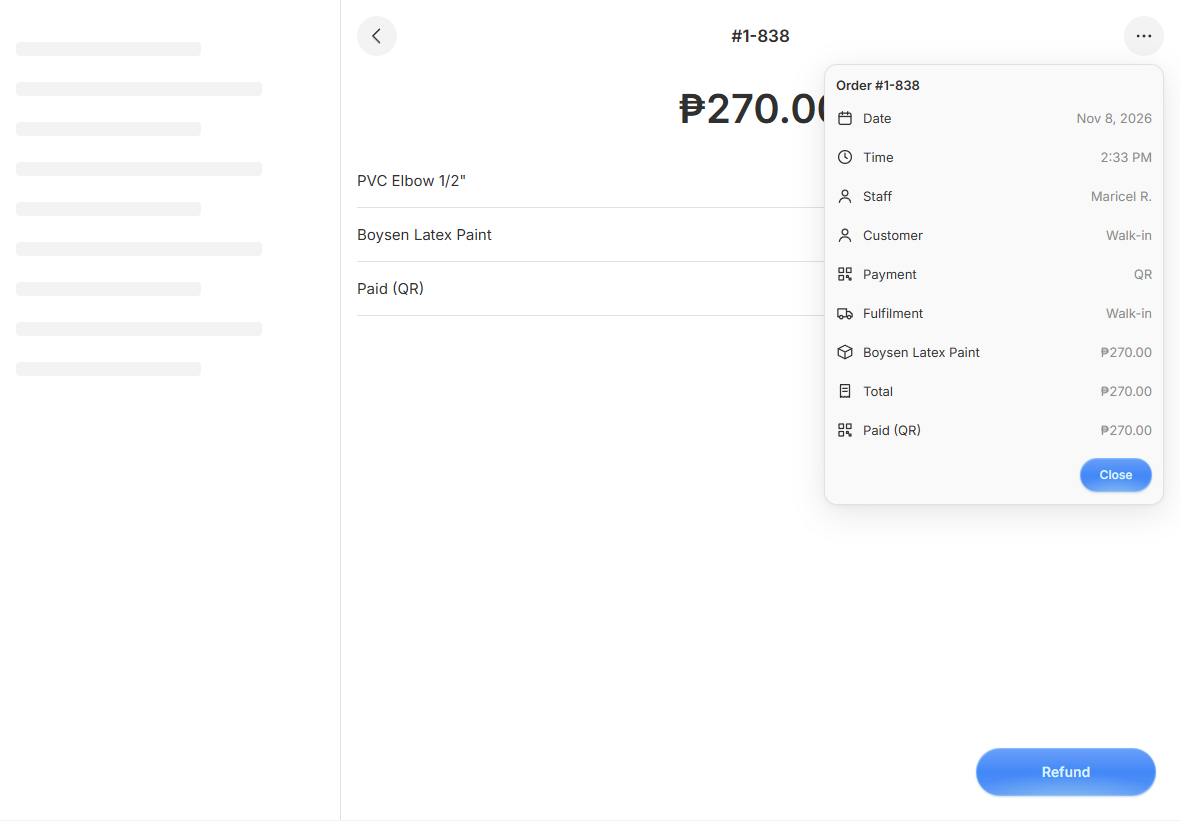 #1-838
₱270.00
PVC Elbow 1/2"
Boysen Latex Paint
Paid (QR)
Order #1-838
Date Nov 8, 2026
Time 2:33 PM
Staff Maricel R.
Customer Walk-in
Payment QR
Fulfilment Walk-in
Boysen Latex Paint ₱270.00
Total ₱270.00
Paid (QR) ₱270.00
Close
Refund